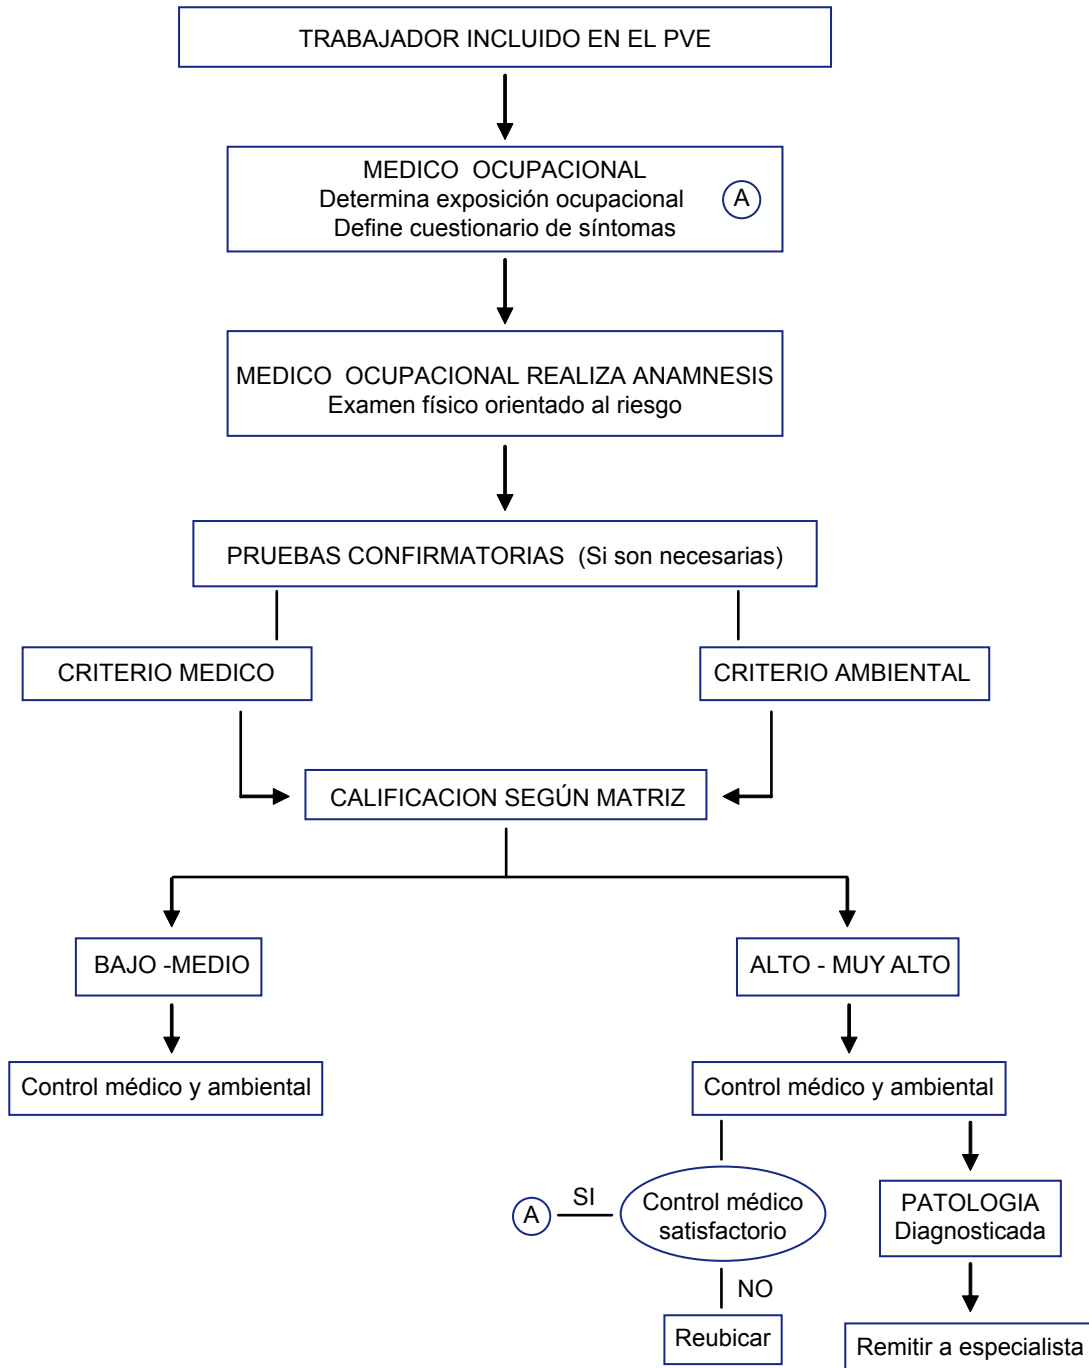 TRABAJADOR INCLUIDO EN EL PVE
MEDICO OCUPACIONAL
Determina exposición ocupacional
Define cuestionario de síntomas
A
MEDICO OCUPACIONAL REALIZA ANAMNESIS
Examen físico orientado al riesgo
PRUEBAS CONFIRMATORIAS (Si son necesarias)
CRITERIO MEDICO
CRITERIO AMBIENTAL
CALIFICACION SEGÚN MATRIZ
BAJO -MEDIO
ALTO - MUY ALTO
Control médico y ambiental
Control médico y ambiental
A
SI
Control médico
satisfactorio
PATOLOGIA
Diagnosticada
NO
Reubicar
Remitir a especialista